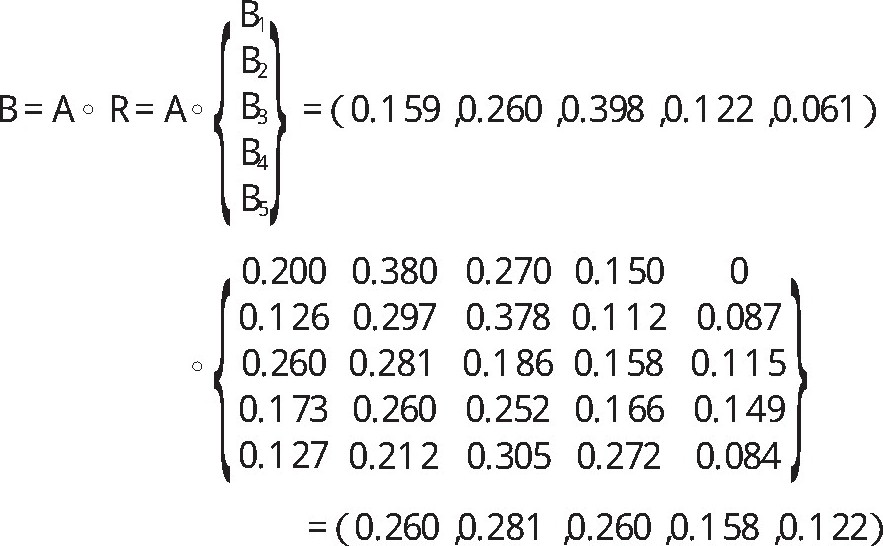 B = A ∘ R = A ∘ { B₁ B₂ B₃ B₄ B₅ } = ( 0.159 ,0.260 ,0.398 ,0.122 ,0.061 )
0.200 0.380 0.270 0.150 0
0.126 0.297 0.378 0.112 0.087
∘ { 0.260 0.281 0.186 0.158 0.115 }
0.173 0.260 0.252 0.166 0.149
0.127 0.212 0.305 0.272 0.084
= ( 0.260 ,0.281 ,0.260 ,0.158 ,0.122 )